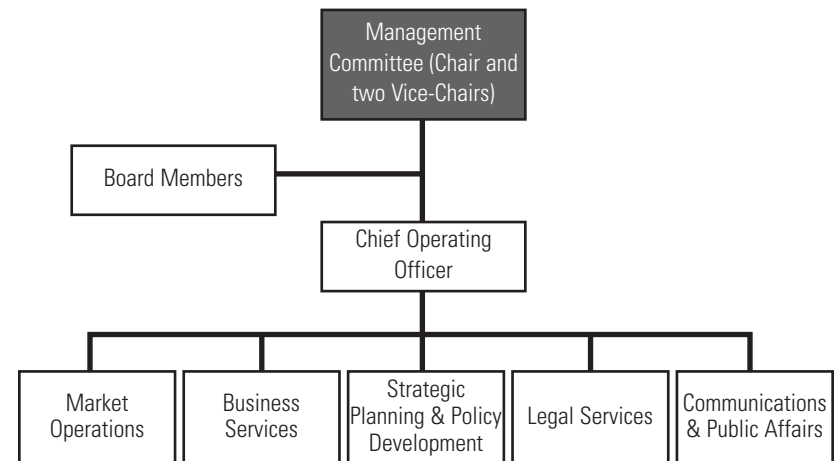 Management
Committee (Chair and
two Vice-Chairs)
Board Members
Chief Operating
Officer
Market
Operations
Business
Services
Strategic
Planning & Policy
Development
Legal Services
Communications
& Public Affairs